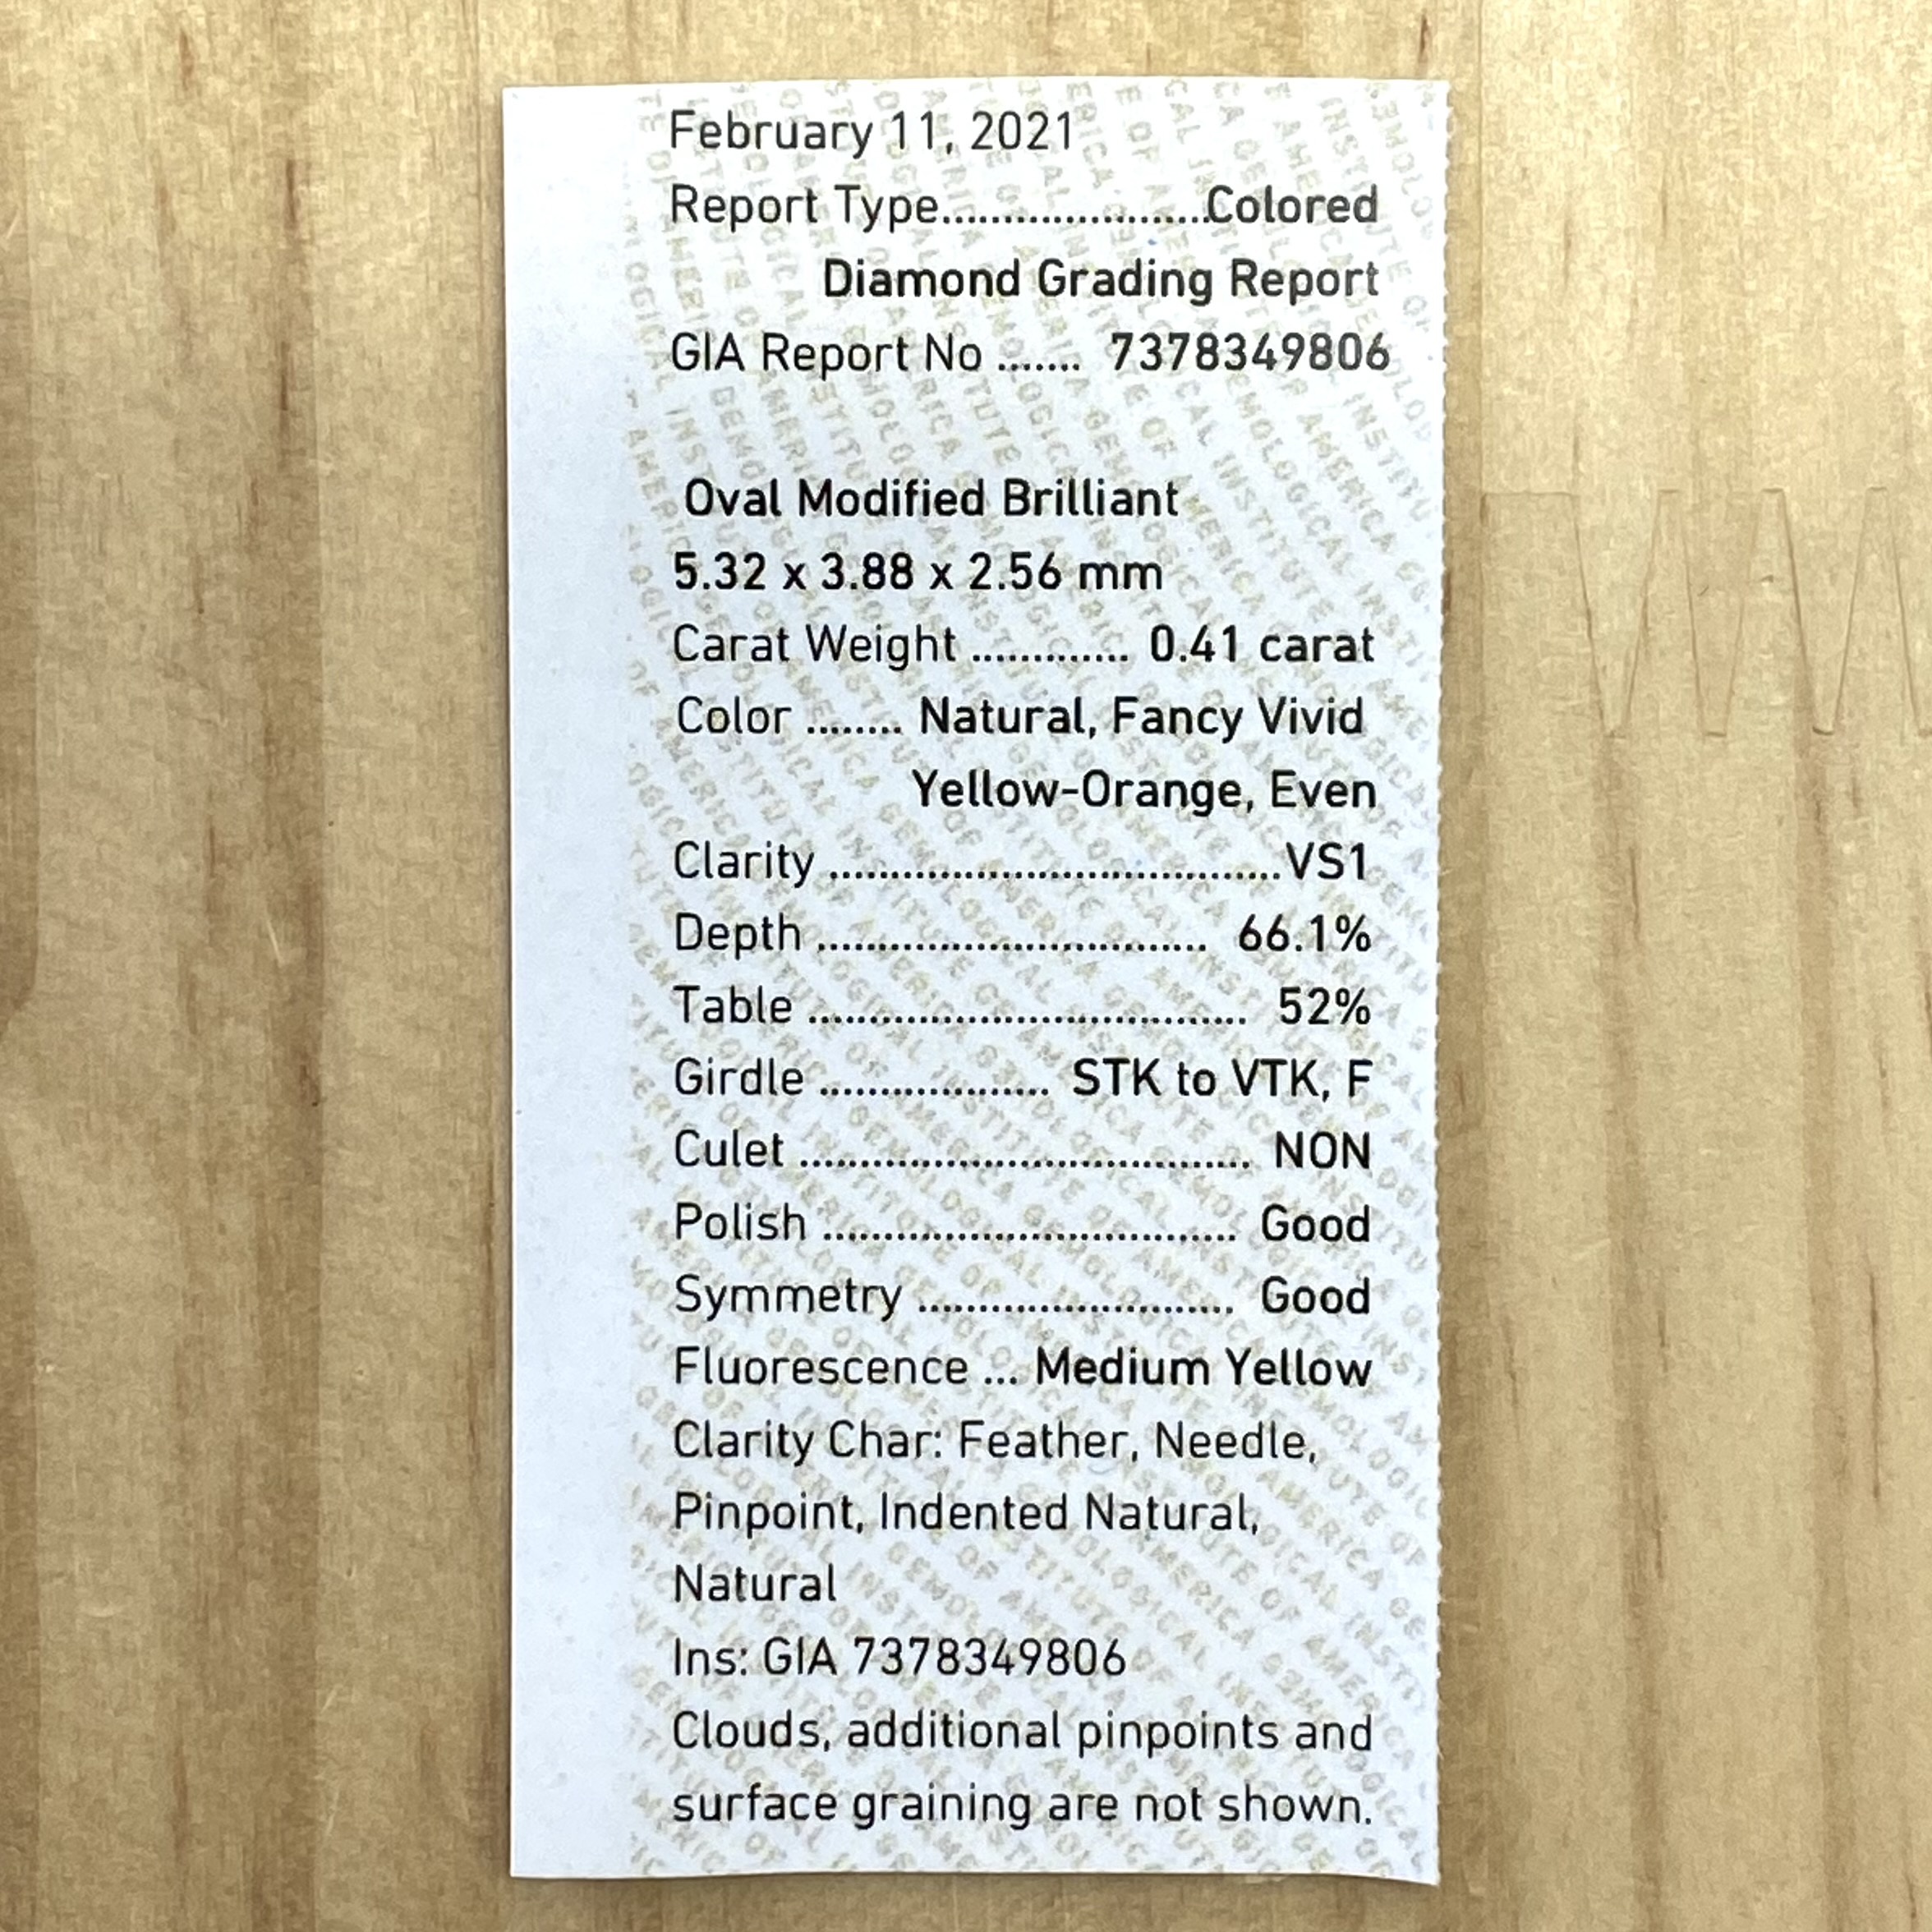 February 11, 2021
Report Type......................Colored
Diamond Grading Report
GIA Report No ....... 7378349806
Oval Modified Brilliant
5.32 x 3.88 x 2.56 mm
Carat Weight ............. 0.41 carat
Color ........ Natural, Fancy Vivid
Yellow-Orange, Even
Clarity .....................................VS1
Depth ................................ 66.1%
Table .................................... 52%
Girdle ................... STK to VTK, F
Culet ..................................... NON
Polish .................................. Good
Symmetry .......................... Good
Fluorescence ... Medium Yellow
Clarity Char: Feather, Needle,
Pinpoint, Indented Natural,
Natural
Ins: GIA 7378349806
Clouds, additional pinpoints and
surface graining are not shown.